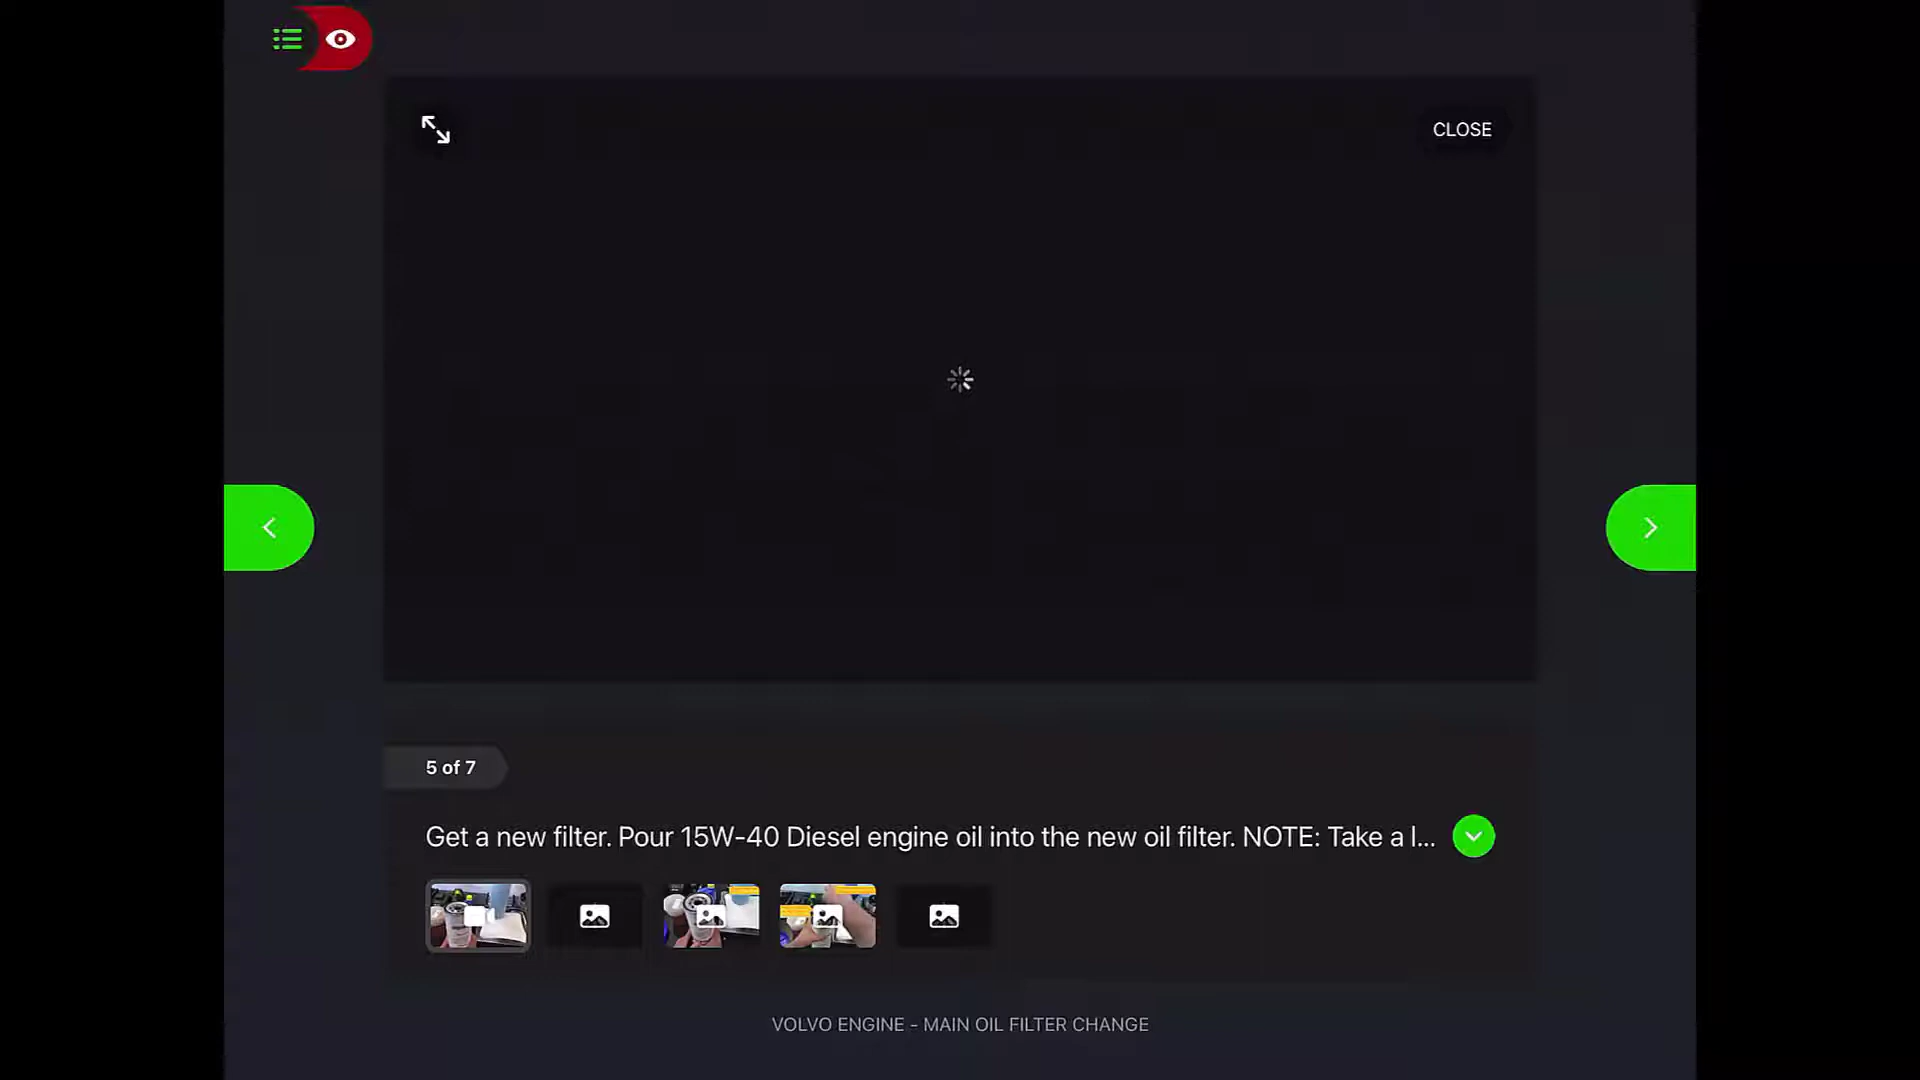 CLOSE
5 of 7
Get a new filter. Pour 15W-40 Diesel engine oil into the new oil filter. NOTE: Take a l...
VOLVO ENGINE - MAIN OIL FILTER CHANGE